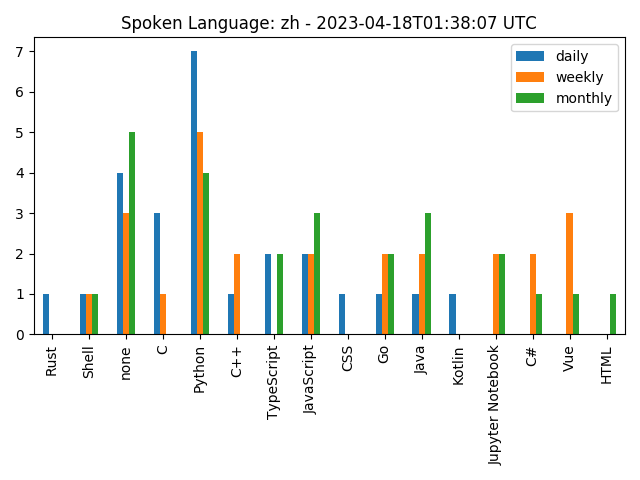 Spoken Language: zh - 2023-04-18T01:38:07 UTC
daily
weekly
monthly
7
6
5
4
3
2
1
0
Rust
Shell
none
C
Python
C++
TypeScript
JavaScript
CSS
Go
Java
Kotlin
Jupyter Notebook
C#
Vue
HTML